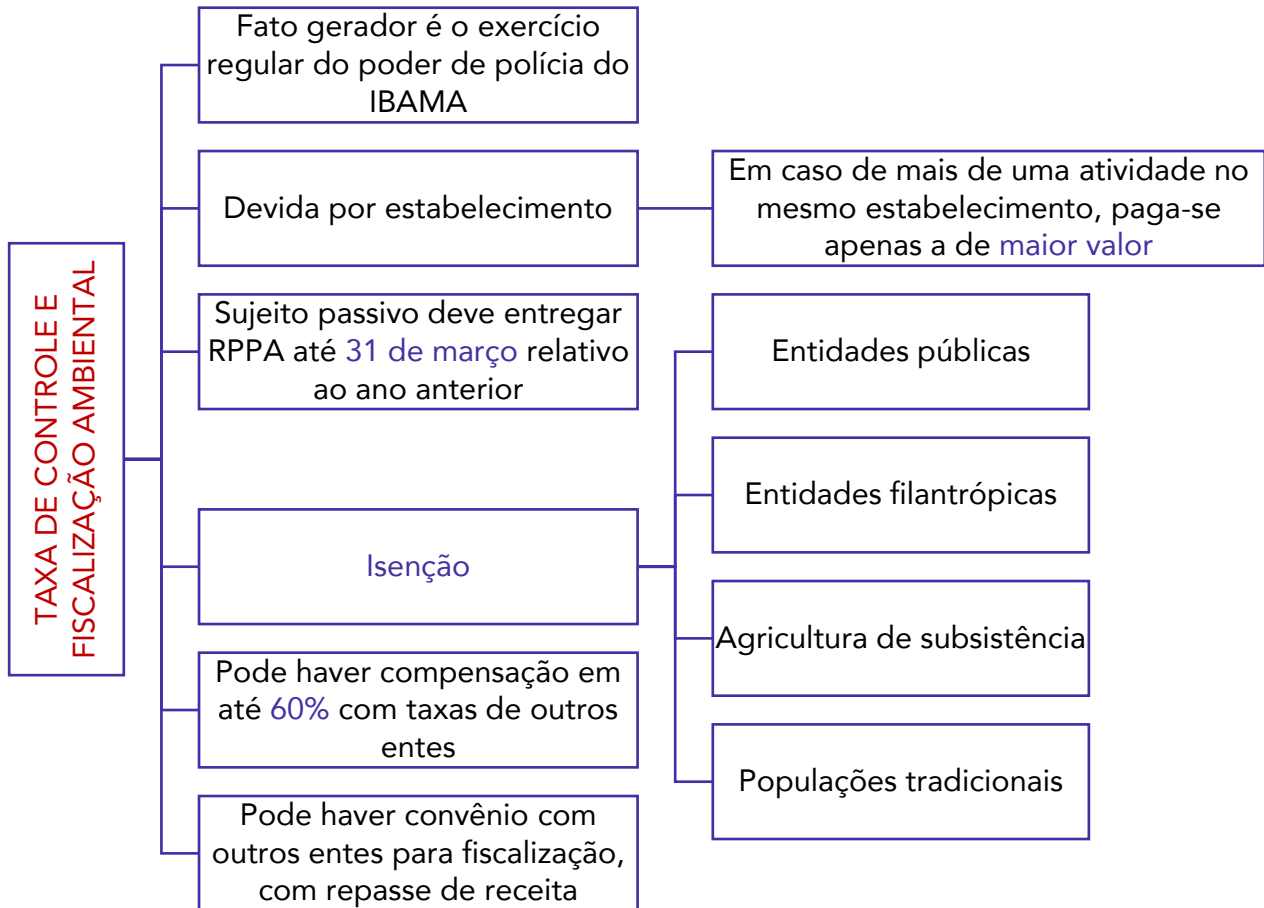 TAXA DE CONTROLE E
FISCALIZAÇÃO AMBIENTAL
Fato gerador é o exercício
regular do poder de polícia do
IBAMA
Devida por estabelecimento
Em caso de mais de uma atividade no
mesmo estabelecimento, paga-se
apenas a de maior valor
Sujeito passivo deve entregar
RPPA até 31 de março relativo
ao ano anterior
Isenção
Entidades públicas
Entidades filantrópicas
Agricultura de subsistência
Populações tradicionais
Pode haver compensação em
até 60% com taxas de outros
entes
Pode haver convênio com
outros entes para fiscalização,
com repasse de receita